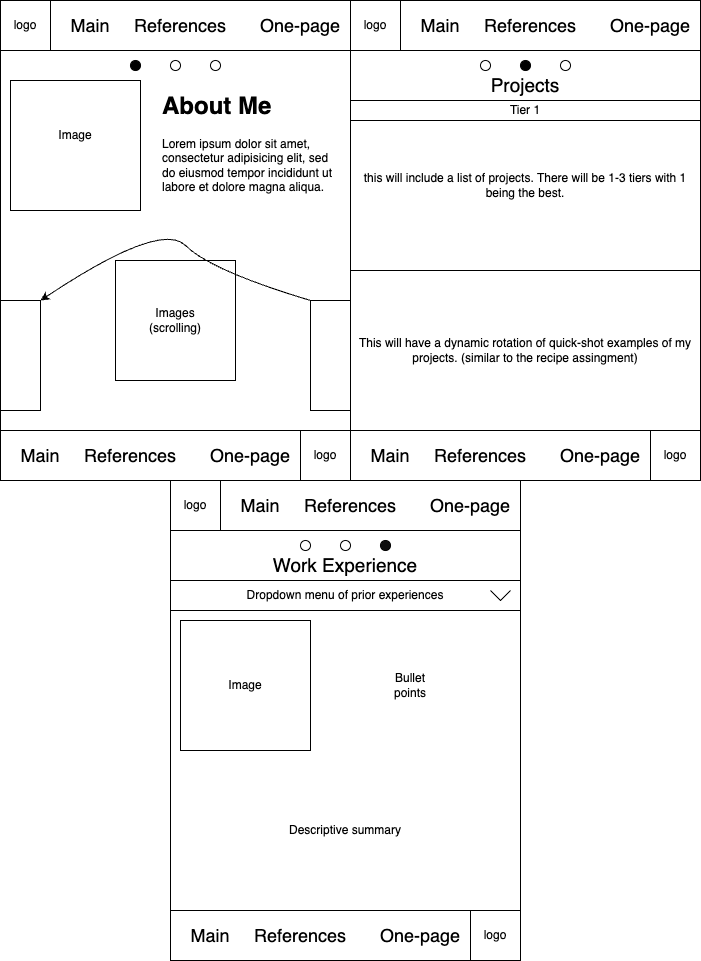 logo
Main
References
One-page
About Me
Image
Lorem ipsum dolor sit amet,
consectetur adipisicing elit, sed
do eiusmod tempor incididunt ut
labore et dolore magna aliqua.
Images
(scrolling)
Main
References
One-page
logo
logo
Main
References
One-page
Projects
Tier 1
this will include a list of projects. There will be 1-3 tiers with 1
being the best.
This will have a dynamic rotation of quick-shot examples of my
projects. (similar to the recipe assingment)
Main
References
One-page
logo
logo
Main
References
One-page
Work Experience
Dropdown menu of prior experiences
Image
Bullet
points
Descriptive summary
Main
References
One-page
logo